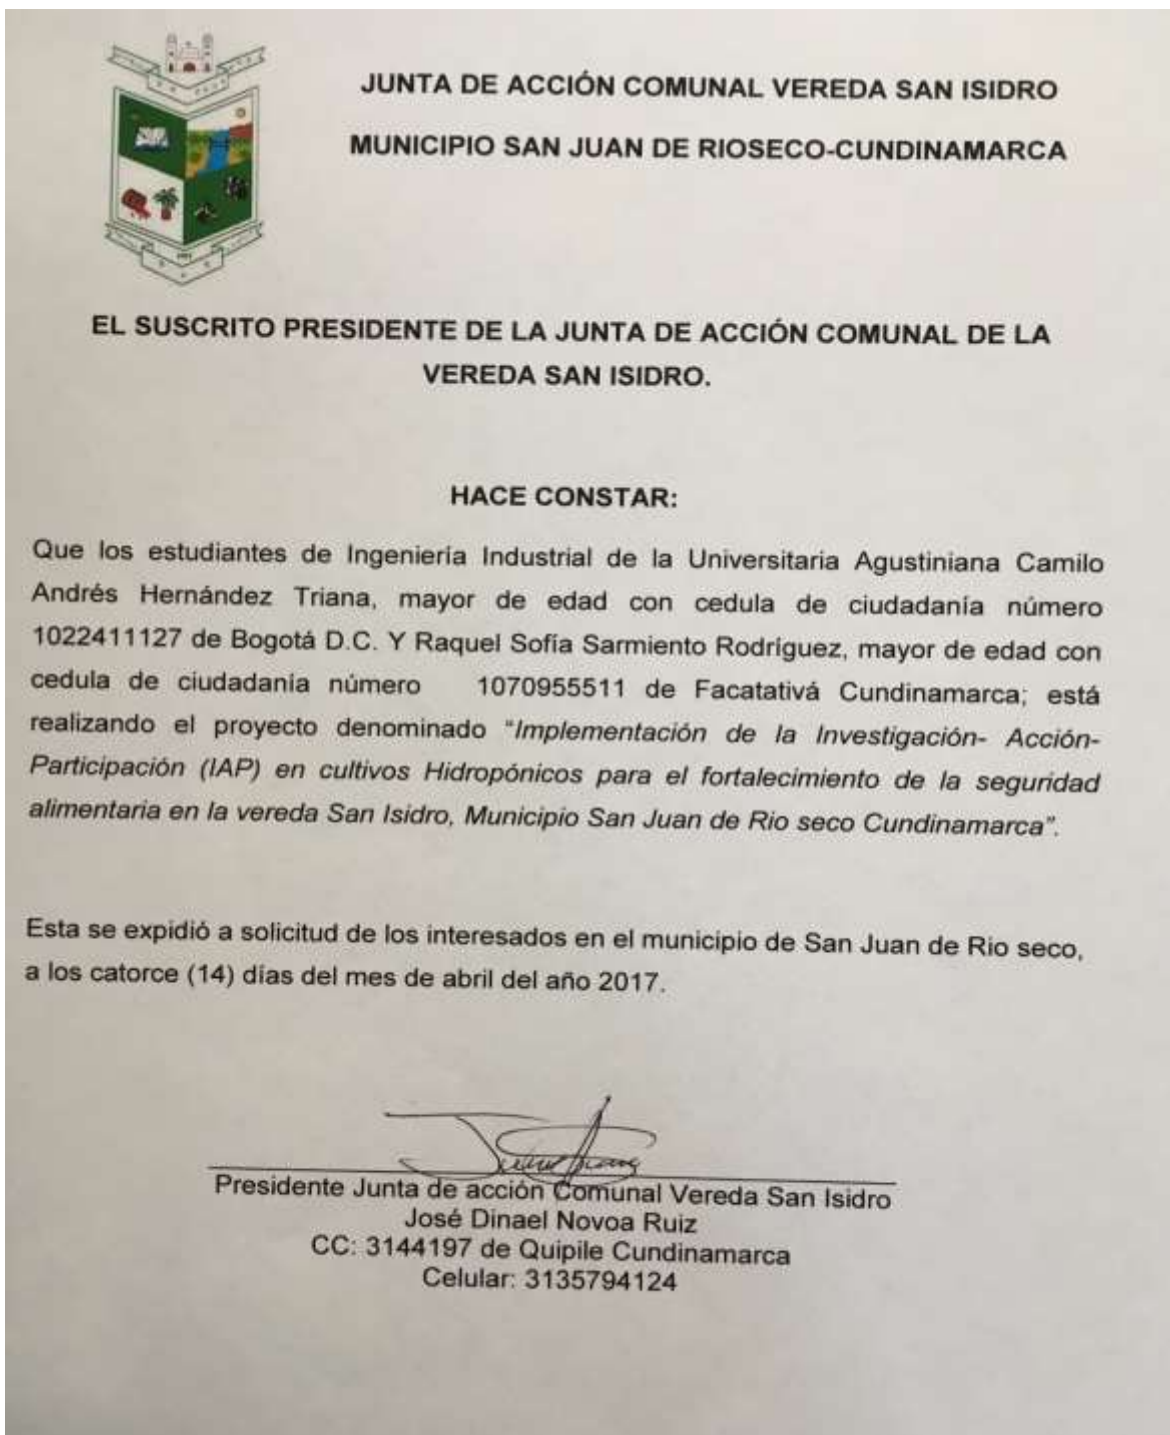 JUNTA DE ACCIÓN COMUNAL VEREDA SAN ISIDRO
MUNICIPIO SAN JUAN DE RIOSECO-CUNDINAMARCA
EL SUSCRITO PRESIDENTE DE LA JUNTA DE ACCIÓN COMUNAL DE LA
VEREDA SAN ISIDRO.
HACE CONSTAR:
Que los estudiantes de Ingeniería Industrial de la Universitaria Agustiniana Camilo
Andrés Hernández Triana, mayor de edad con cedula de ciudadanía número
1022411127 de Bogotá D.C. Y Raquel Sofía Sarmiento Rodríguez, mayor de edad con
cedula de ciudadanía número 1070955511 de Facatativá Cundinamarca; está
realizando el proyecto denominado “Implementación de la Investigación- Acción-
Participación (IAP) en cultivos Hidropónicos para el fortalecimiento de la seguridad
alimentaria en la vereda San Isidro, Municipio San Juan de Rio seco Cundinamarca”.
Esta se expidió a solicitud de los interesados en el municipio de San Juan de Rio seco,
a los catorce (14) días del mes de abril del año 2017.
Presidente Junta de acción Comunal Vereda San Isidro
José Dinael Novoa Ruiz
CC: 3144197 de Quipile Cundinamarca
Celular: 3135794124